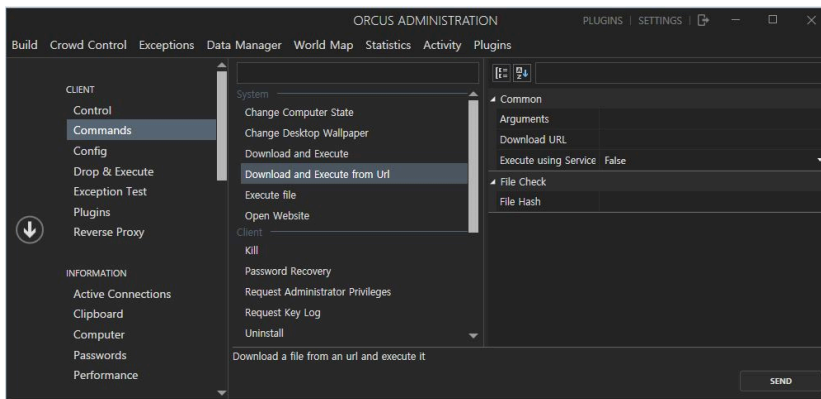 ORCUS ADMINISTRATION
PLUGINS | SETTINGS |
Build Crowd Control Exceptions Data Manager World Map Statistics Activity Plugins
CLIENT
Control
Commands
Config
Drop & Execute
Exception Test
Plugins
Reverse Proxy
INFORMATION
Active Connections
Clipboard
Computer
Passwords
Performance
System
Change Computer State
Change Desktop Wallpaper
Download and Execute
Download and Execute from Url
Execute file
Open Website
Client
Kill
Password Recovery
Request Administrator Privileges
Request Key Log
Uninstall
Common
Arguments
Download URL
Execute using Service False
File Check
File Hash
Download a file from an url and execute it
SEND